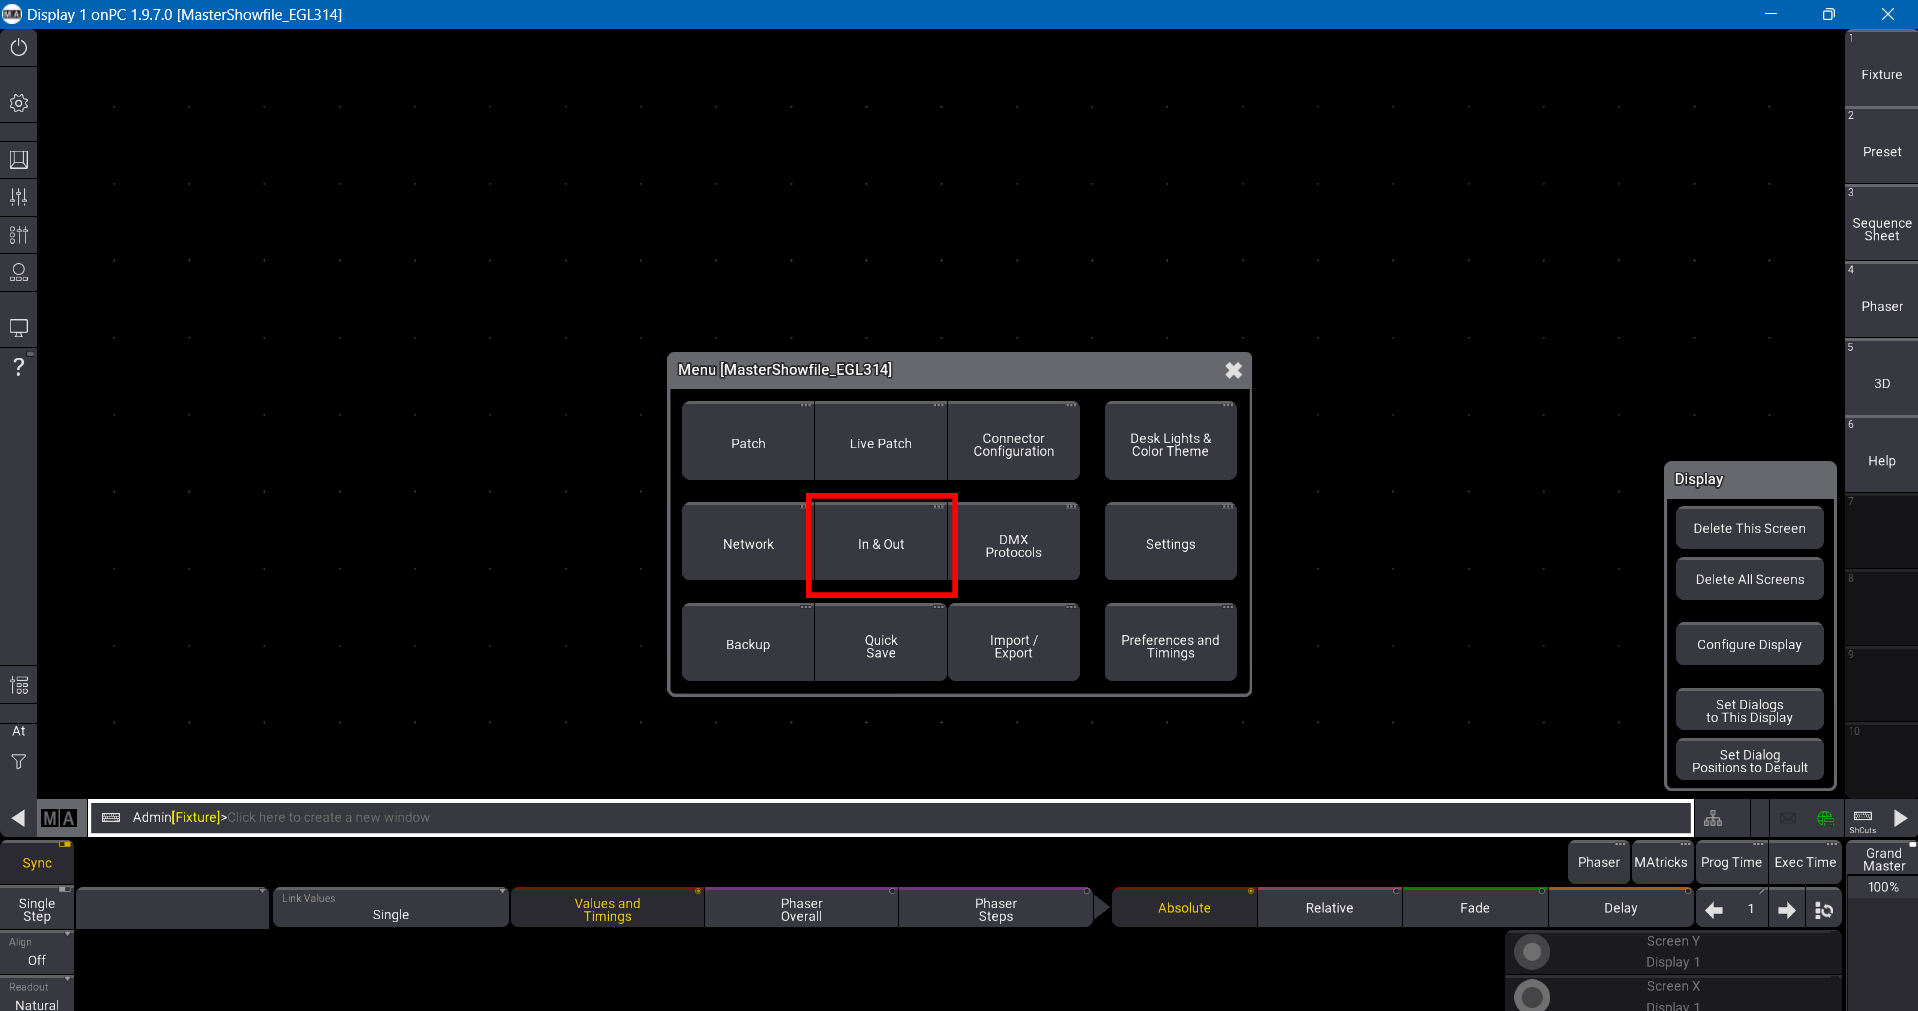 Display 1 onPC 1.9.7.0 [MasterShowfile_EGL314]
1
Fixture
2
Preset
3
Sequence
Sheet
4
Phaser
5
3D
6
Help
7
8
9
10
?
At
Menu [MasterShowfile_EGL314]
Patch
Live Patch
Connector
Configuration
Desk Lights &
Color Theme
Network
In & Out
DMX
Protocols
Settings
Backup
Quick
Save
Import /
Export
Preferences and
Timings
Display
Delete This Screen
Delete All Screens
Configure Display
Set Dialogs
to This Display
Set Dialog
Positions to Default
MA
Admin[Fixture]>Click here to create a new window
ShCuts
Sync
Phaser
MAtricks
Prog Time
Exec Time
Grand
Master
100%
Single
Step
Link Values
Single
Values and
Timings
Phaser
Overall
Phaser
Steps
Absolute
Relative
Fade
Delay
1
Align
Off
Readout
Natural
Screen Y
Display 1
Screen X
Display 1